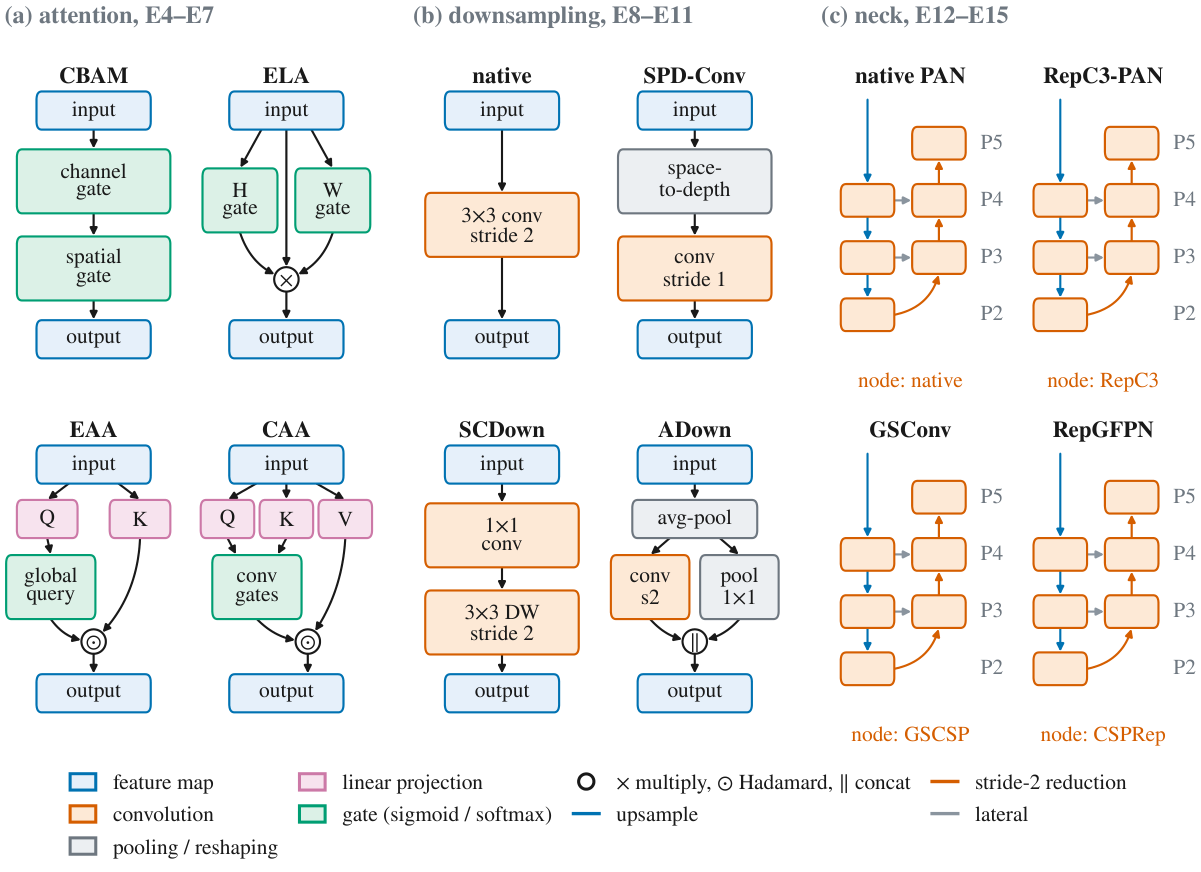 (a) attention, E4–E7
(b) downsampling, E8–E11
(c) neck, E12–E15
CBAM
input
channel
gate
spatial
gate
output
ELA
input
H
gate
W
gate
×
output
native
input
3×3 conv
stride 2
output
SPD-Conv
input
space-
to-depth
conv
stride 1
output
native PAN
P5
P4
P3
P2
node: native
RepC3-PAN
P5
P4
P3
P2
node: RepC3
EAA
input
Q
K
global
query
⊙
output
CAA
input
Q
K
V
conv
gates
⊙
output
SCDown
input
1×1
conv
3×3 DW
stride 2
output
ADown
input
avg-pool
conv
s2
pool
1×1
‖
output
GSConv
P5
P4
P3
P2
node: GSCSP
RepGFPN
P5
P4
P3
P2
node: CSPRep
feature map
convolution
pooling / reshaping
linear projection
gate (sigmoid / softmax)
× multiply, ⊙ Hadamard, ‖ concat
upsample
stride-2 reduction
lateral